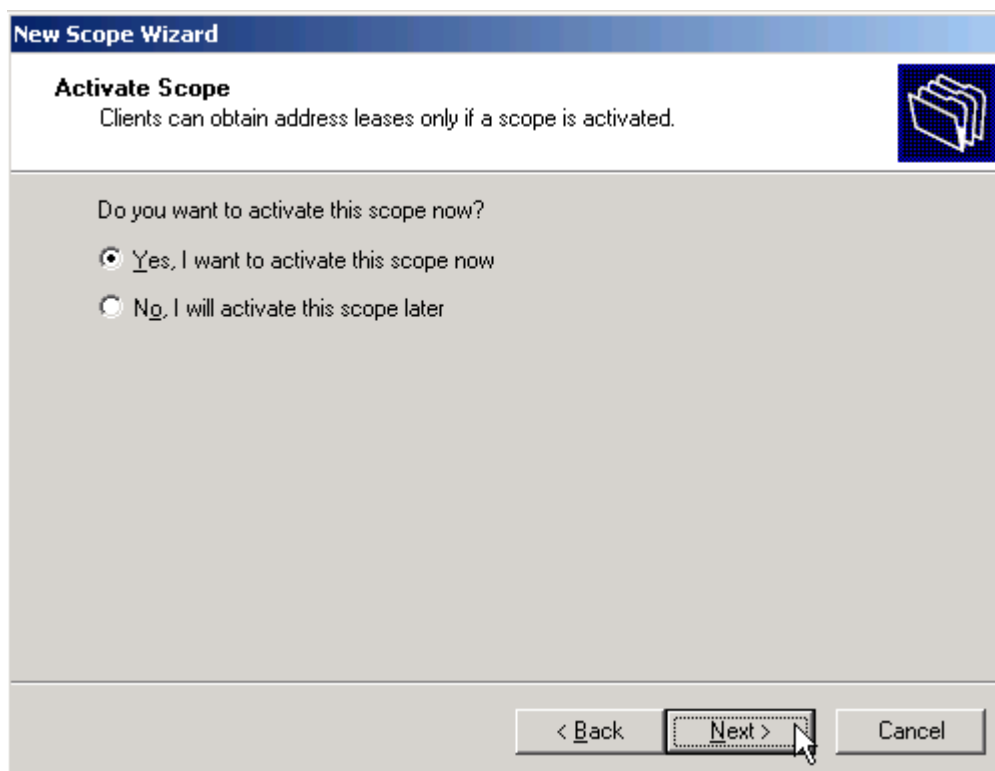 New Scope Wizard
Activate Scope
Clients can obtain address leases only if a scope is activated.
Do you want to activate this scope now?
Yes, I want to activate this scope now
No, I will activate this scope later
< Back
Next >
Cancel